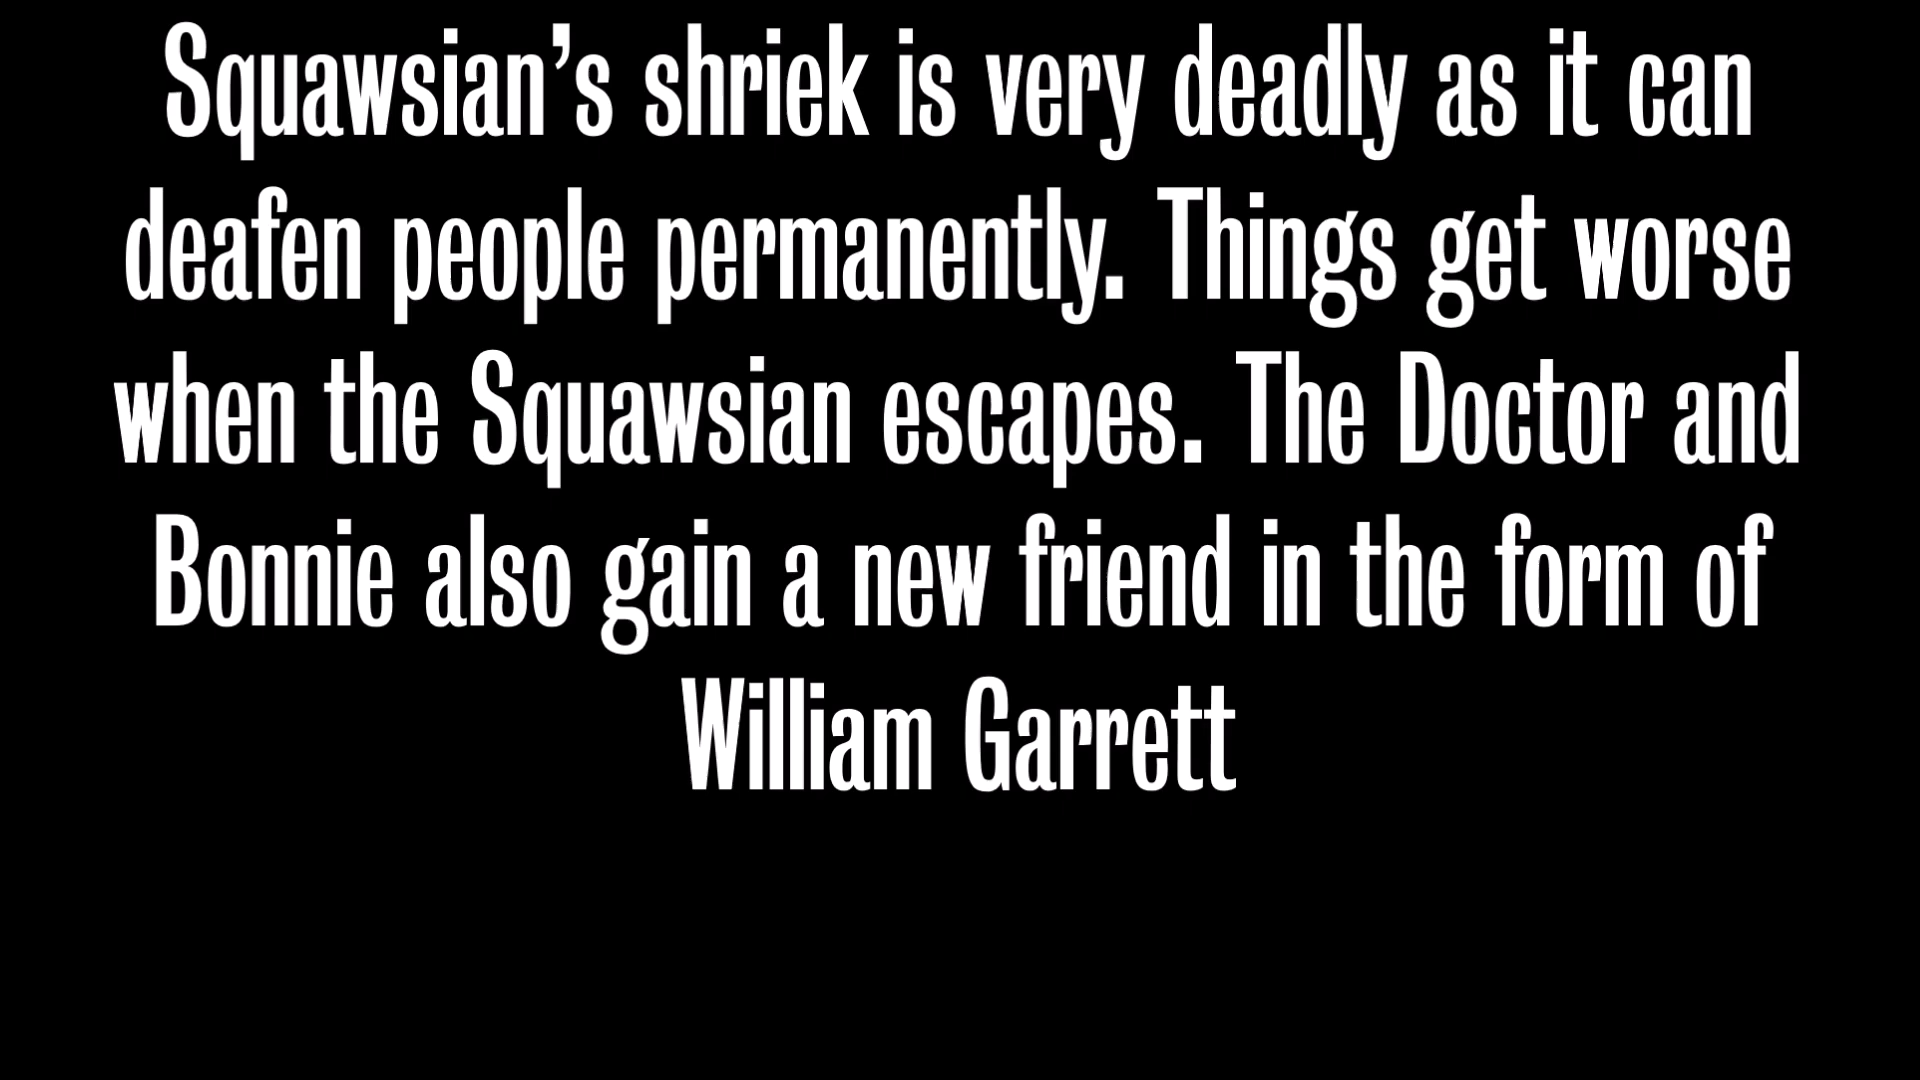 Squawsian’s shriek is very deadly as it can
deafen people permanently. Things get worse
when the Squawsian escapes. The Doctor and
Bonnie also gain a new friend in the form of
William Garrett